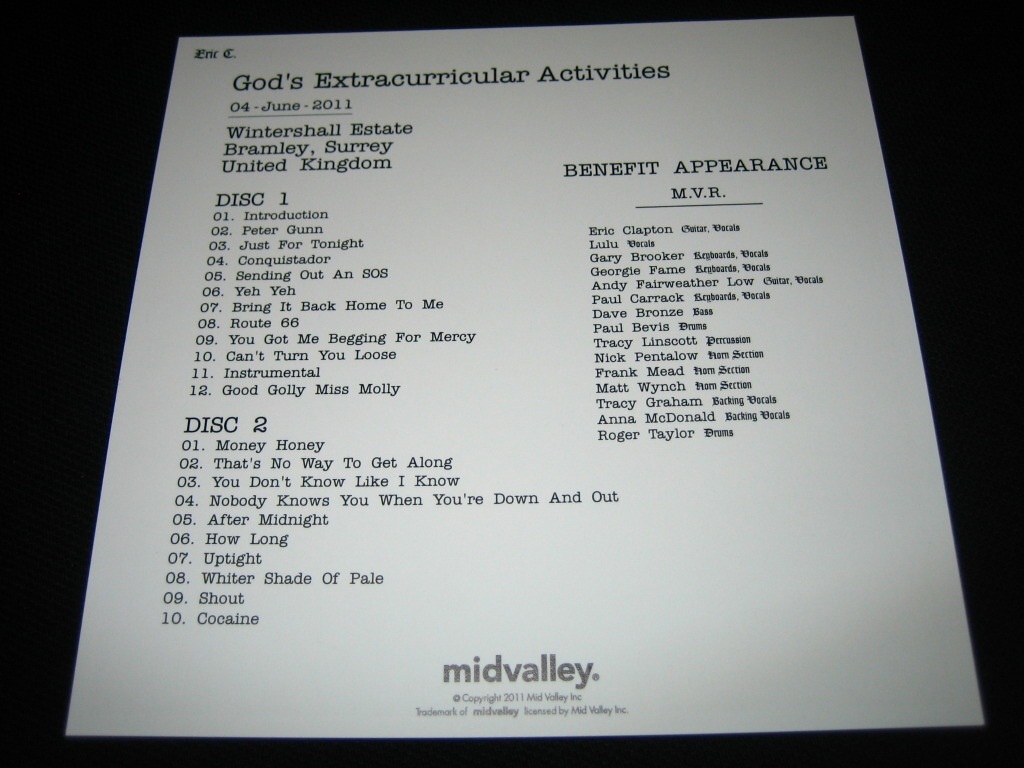 Eric C.
God's Extracurricular Activities
04-June-2011
Wintershall Estate
Bramley, Surrey
United Kingdom
DISC 1
01. Introduction
02. Peter Gunn
03. Just For Tonight
04. Conquistador
05. Sending Out An SOS
06. Yeh Yeh
07. Bring It Back Home To Me
08. Route 66
09. You Got Me Begging For Mercy
10. Can't Turn You Loose
11. Instrumental
12. Good Golly Miss Molly
DISC 2
01. Money Honey
02. That's No Way To Get Along
03. You Don't Know Like I Know
04. Nobody Knows You When You're Down And Out
05. After Midnight
06. How Long
07. Uptight
08. Whiter Shade Of Pale
09. Shout
10. Cocaine
BENEFIT APPEARANCE
M.V.R.
Eric Clapton Guitar, Vocals
Lulu Vocals
Gary Brooker Keyboards, Vocals
Georgie Fame Keyboards, Vocals
Andy Fairweather Low Guitar, Vocals
Paul Carrack Keyboards, Vocals
Dave Bronze Bass
Paul Bevis Drums
Tracy Linscott Percussion
Nick Pentalow Horn Section
Frank Mead Horn Section
Matt Wynch Horn Section
Tracy Graham Backing Vocals
Anna McDonald Backing Vocals
Roger Taylor Drums
midvalley®
© Copyright 2011 Mid Valley Inc
Trademark of midvalley licensed by Mid Valley Inc.